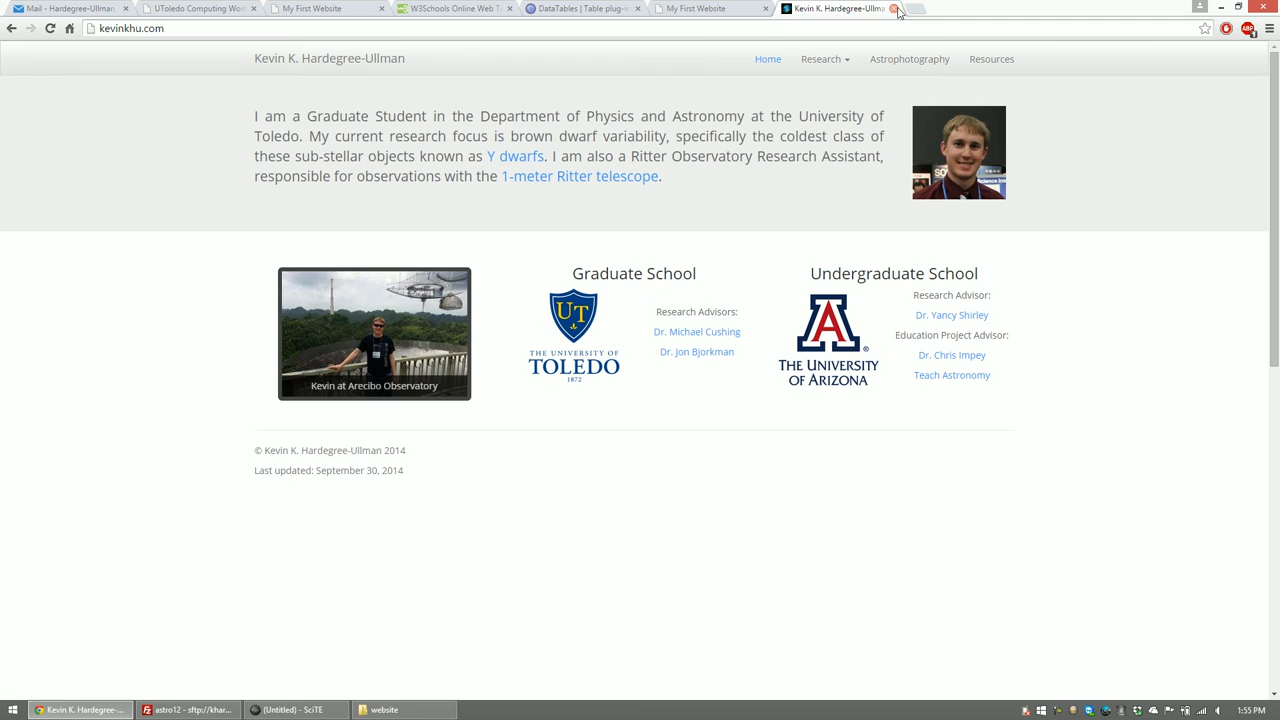 Mail - Hardegree-Ullman,
UToledo Computing Wor
My First Website
W3Schools Online Web T
DataTables | Table plug-in
My First Website
Kevin K. Hardegree-Ullma
kevinkhu.com
Kevin K. Hardegree-Ullman
Home
Research
Astrophotography
Resources
I am a Graduate Student in the Department of Physics and Astronomy at the University of
Toledo. My current research focus is brown dwarf variability, specifically the coldest class of
these sub-stellar objects known as Y dwarfs. I am also a Ritter Observatory Research Assistant,
responsible for observations with the 1-meter Ritter telescope.
Kevin at Arecibo Observatory
Graduate School
UT
THE UNIVERSITY OF
TOLEDO
1872
Research Advisors:
Dr. Michael Cushing
Dr. Jon Bjorkman
Undergraduate School
A
THE UNIVERSITY
OF ARIZONA
Research Advisor:
Dr. Yancy Shirley
Education Project Advisor:
Dr. Chris Impey
Teach Astronomy
© Kevin K. Hardegree-Ullman 2014
Last updated: September 30, 2014
Kevin K. Hardegree-...
astro12 - sftp://khar...
(Untitled) - SciTE
website
1:55 PM